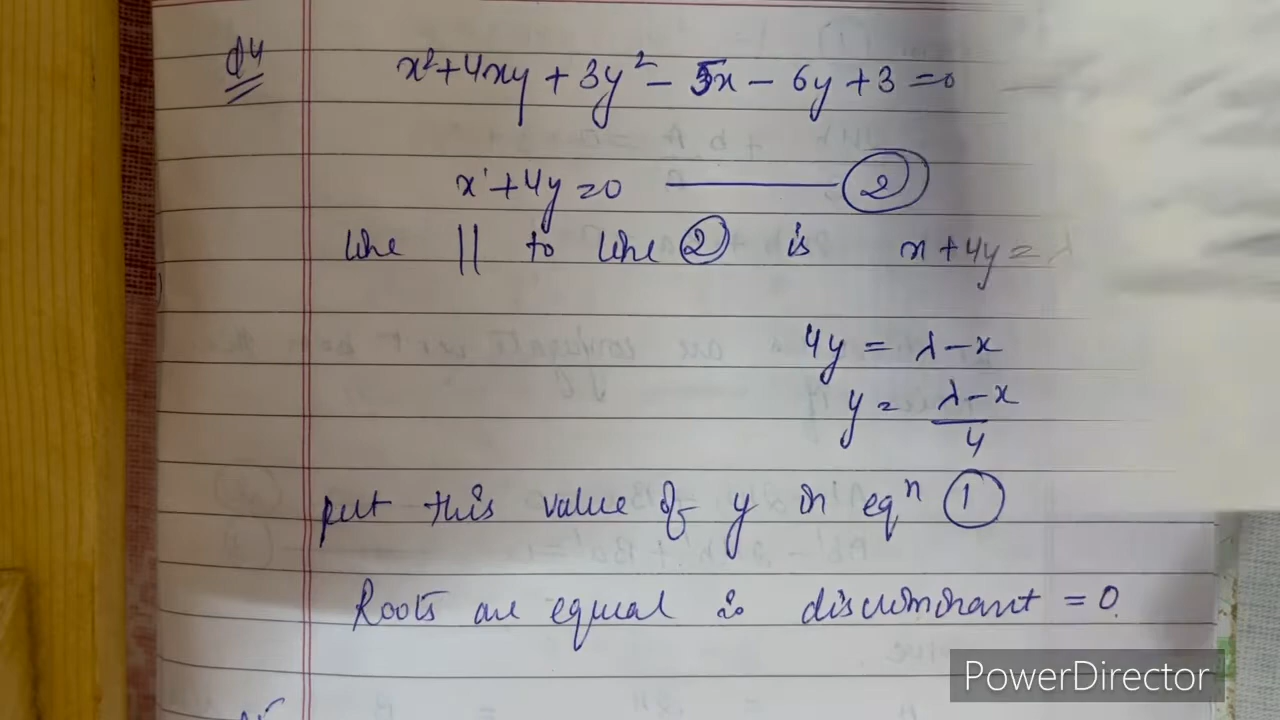 Q4
x²+4xy+3y²-5x-6y+3=0
x+4y=0 ②
line || to line ② is x+4y=λ
4y = λ-x
y = λ-x/4
put this value of y in eqⁿ ①
Roots are equal so discriminant = 0
PowerDirector